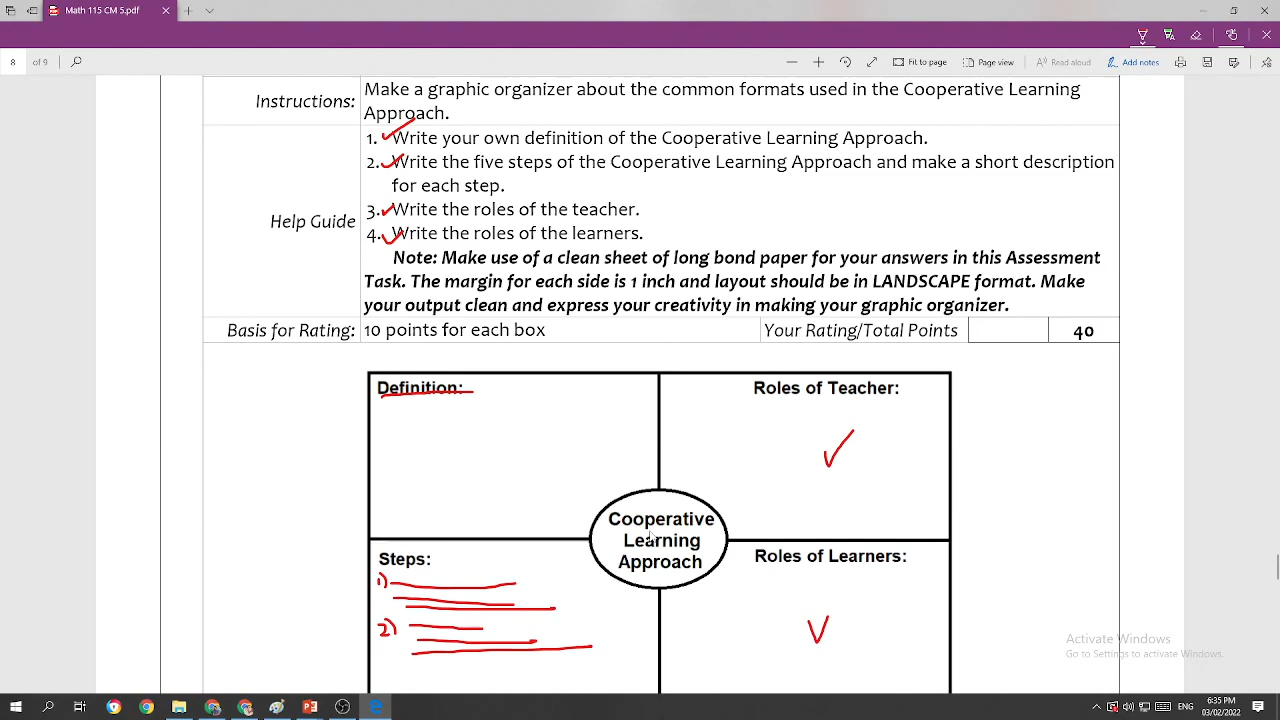 Math 115 CM 5.pdf
8 of 9
Fit to page
Page view
Read aloud
Add notes
Instructions:
Make a graphic organizer about the common formats used in the Cooperative Learning
Approach.
Help Guide
1. Write your own definition of the Cooperative Learning Approach.
2. Write the five steps of the Cooperative Learning Approach and make a short description
for each step.
3. Write the roles of the teacher.
4. Write the roles of the learners.
Note: Make use of a clean sheet of long bond paper for your answers in this Assessment
Task. The margin for each side is 1 inch and layout should be in LANDSCAPE format. Make
your output clean and express your creativity in making your graphic organizer.
Basis for Rating: 10 points for each box Your Rating/Total Points 40
Definition:
Roles of Teacher:
Cooperative
Learning
Approach
Steps:
1)
2)
Roles of Learners:
Activate Windows
Go to Settings to activate Windows.
6:35 PM
03/02/2022